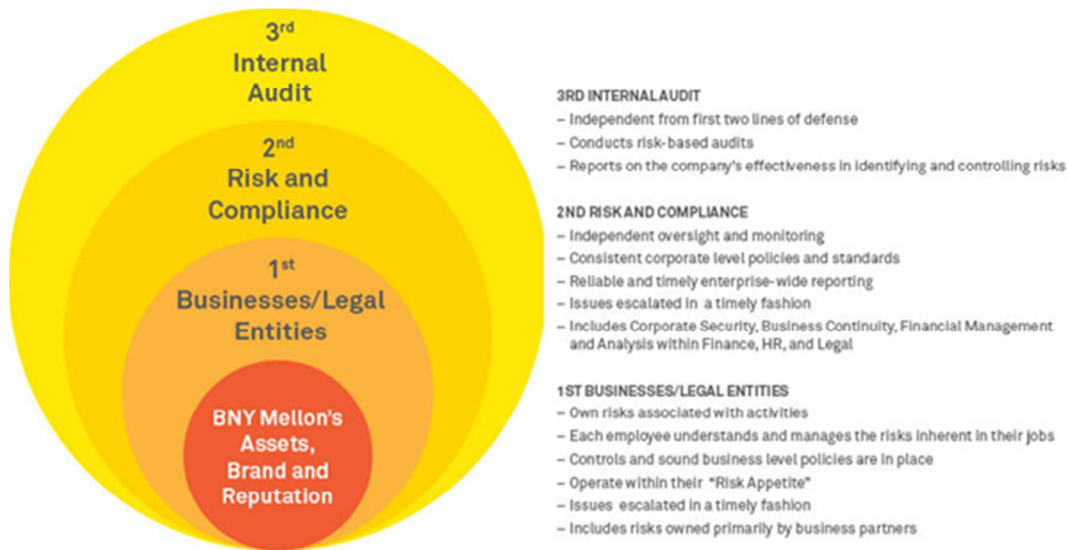 3rd
Internal
Audit
2nd
Risk and
Compliance
1st
Businesses/Legal
Entities
BNY Mellon's
Assets,
Brand and
Reputation
3RD INTERNAL AUDIT
– Independent from first two lines of defense
– Conducts risk-based audits
– Reports on the company's effectiveness in identifying and controlling risks
2ND RISK AND COMPLIANCE
– Independent oversight and monitoring
– Consistent corporate level policies and standards
– Reliable and timely enterprise-wide reporting
– Issues escalated in a timely fashion
– Includes Corporate Security, Business Continuity, Financial Management
and Analysis within Finance, HR, and Legal
1ST BUSINESSES/LEGAL ENTITIES
– Own risks associated with activities
– Each employee understands and manages the risks inherent in their jobs
– Controls and sound business level policies are in place
– Operate within their "Risk Appetite"
– Issues escalated in a timely fashion
– Includes risks owned primarily by business partners